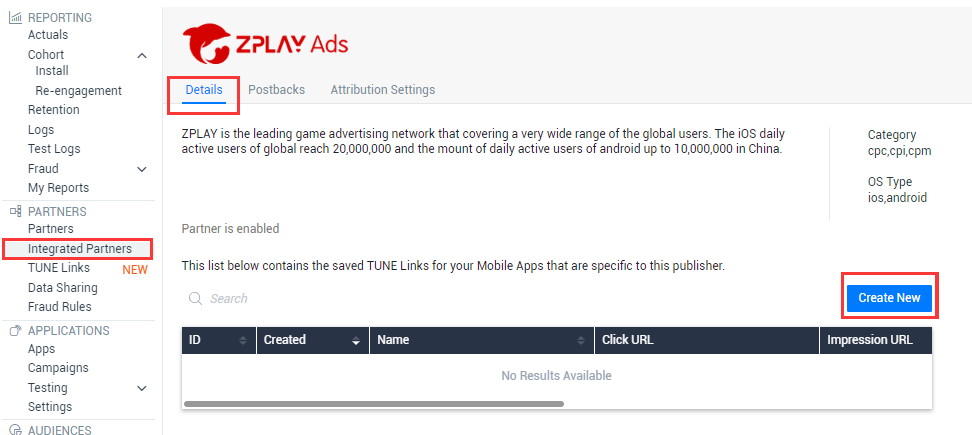 REPORTING
Actuals
Cohort
Install
Re-engagement
Retention
Logs
Test Logs
Fraud
My Reports
PARTNERS
Partners
Integrated Partners
TUNE Links NEW
Data Sharing
Fraud Rules
APPLICATIONS
Apps
Campaigns
Testing
Settings
AUDIENCES
ZPLAY Ads
Details Postbacks Attribution Settings
ZPLAY is the leading game advertising network that covering a very wide range of the global users. The iOS daily
active users of global reach 20,000,000 and the mount of daily active users of android up to 10,000,000 in China.
Category
cpc,cpi,cpm
OS Type
ios,android
Partner is enabled
This list below contains the saved TUNE Links for your Mobile Apps that are specific to this publisher.
Search
Create New
ID Created Name Click URL Impression URL
No Results Available